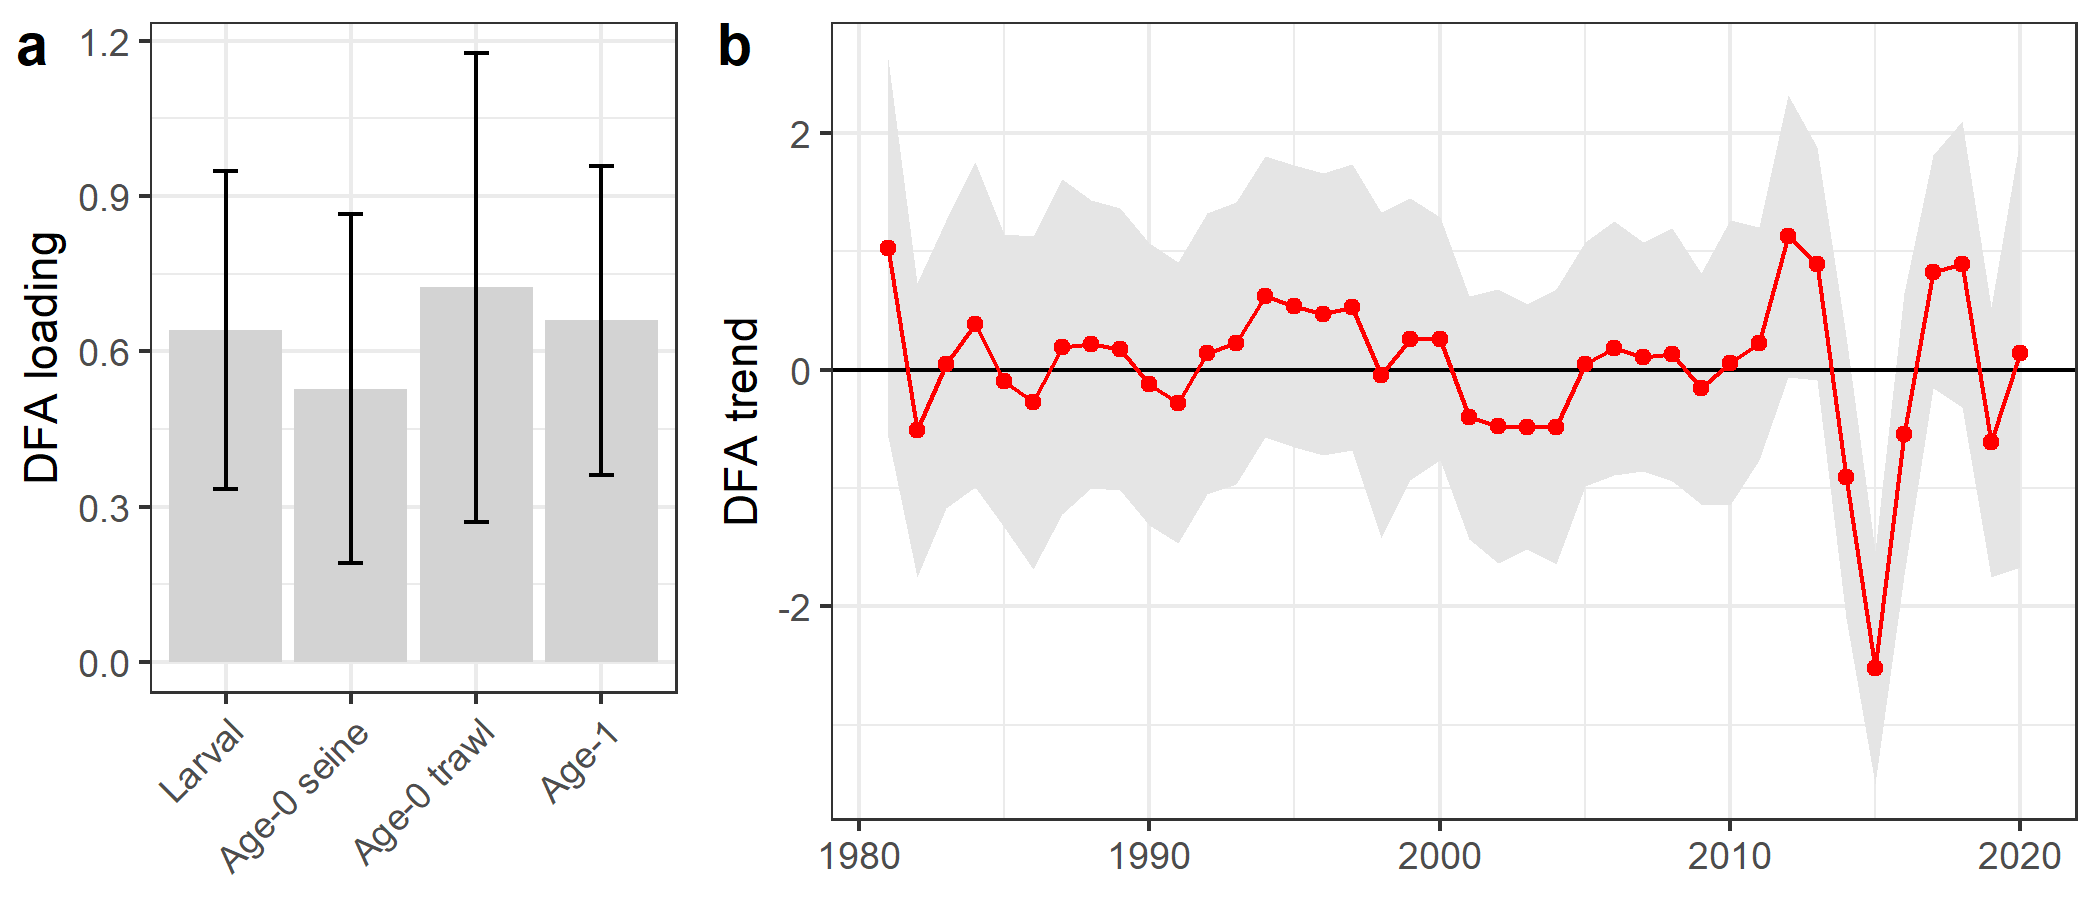 a
DFA loading
1.2
0.9
0.6
0.3
0.0
Larval
Age-0 seine
Age-0 trawl
Age-1
b
DFA trend
2
0
-2
1980
1990
2000
2010
2020